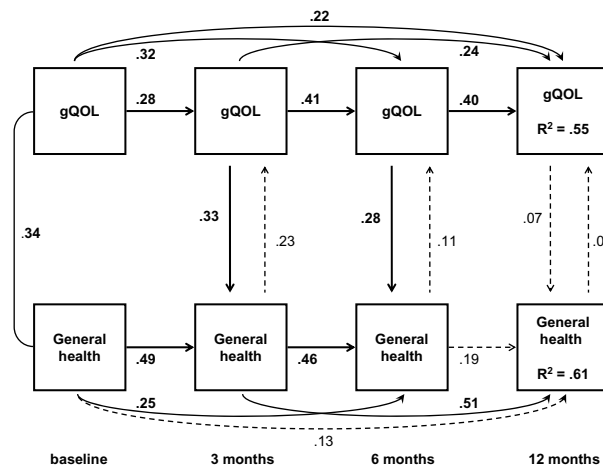 .22
.32
.24
gQOL
.28
gQOL
.41
gQOL
.40
gQOL
R² = .55
.34
.33
.23
.28
.11
.07
General
health
.49
General
health
.46
General
health
.19
General
health
R² = .61
.25
.51
.13
baseline
3 months
6 months
12 months